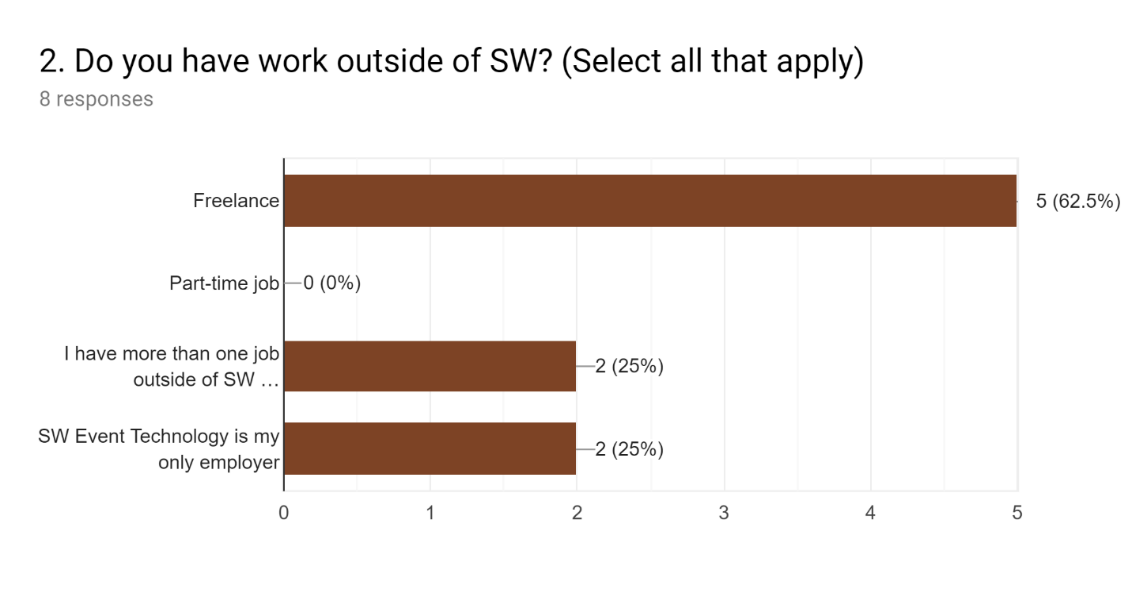 2. Do you have work outside of SW? (Select all that apply)
8 responses
Freelance
5 (62.5%)
Part-time job
0 (0%)
I have more than one job
outside of SW …
2 (25%)
SW Event Technology is my
only employer
2 (25%)
0 1 2 3 4 5